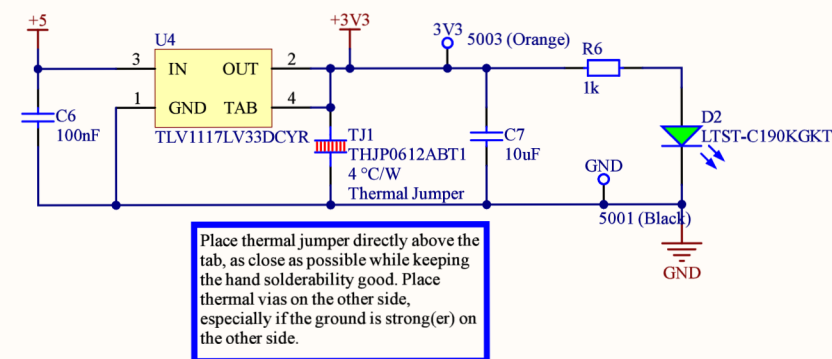 +5
+3V3
U4
3V3
5003 (Orange)
R6
3
IN
OUT
2
1k
1
GND
TAB
4
C6
100nF
TLV1117LV33DCYR
TJ1
THJP0612ABT1
4 °C/W
Thermal Jumper
C7
10uF
D2
LTST-C190KGKT
GND
5001 (Black)
GND
Place thermal jumper directly above the
tab, as close as possible while keeping
the hand solderability good. Place
thermal vias on the other side,
especially if the ground is strong(er) on
the other side.